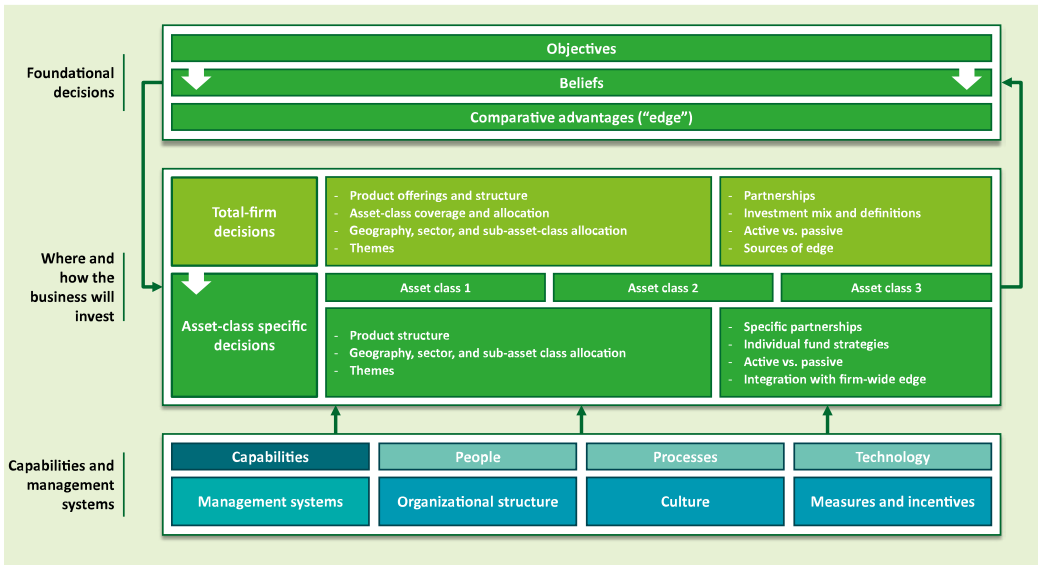 Foundational
decisions
Objectives
Beliefs
Comparative advantages (“edge”)
Where and
how the
business will
invest
Total-firm
decisions
- Product offerings and structure
- Asset-class coverage and allocation
- Geography, sector, and sub-asset-class allocation
- Themes
- Partnerships
- Investment mix and definitions
- Active vs. passive
- Sources of edge
Asset-class specific
decisions
Asset class 1
Asset class 2
Asset class 3
- Product structure
- Geography, sector, and sub-asset class allocation
- Themes
- Specific partnerships
- Individual fund strategies
- Active vs. passive
- Integration with firm-wide edge
Capabilities and
management
systems
Capabilities
People
Processes
Technology
Management systems
Organizational structure
Culture
Measures and incentives